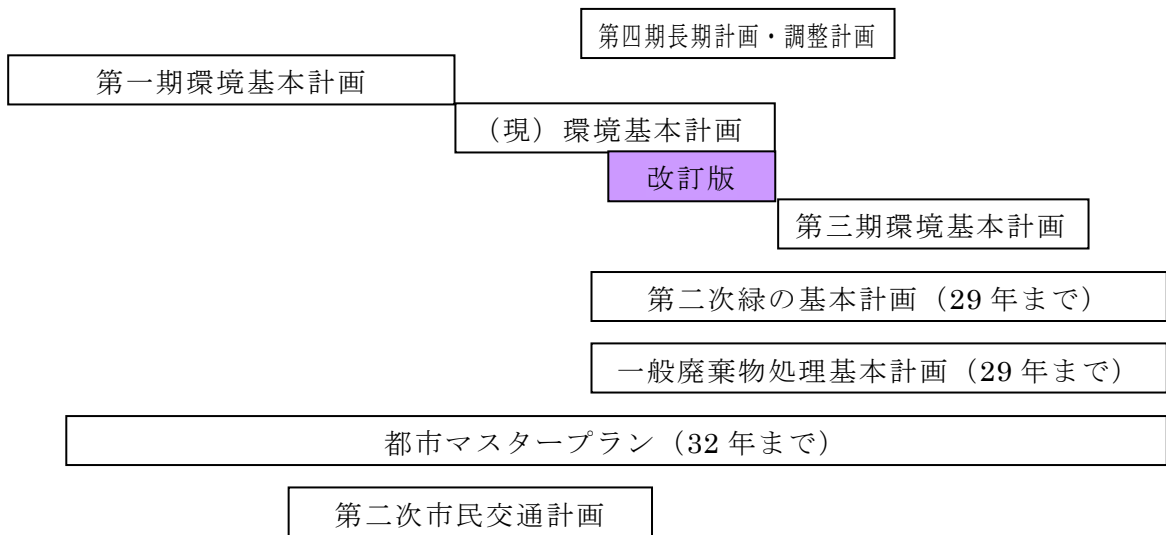 第四期長期計画・調整計画
第一期環境基本計画
（現）環境基本計画
改訂版
第三期環境基本計画
第二次緑の基本計画（29 年まで）
一般廃棄物処理基本計画（29 年まで）
都市マスタープラン（32 年まで）
第二次市民交通計画